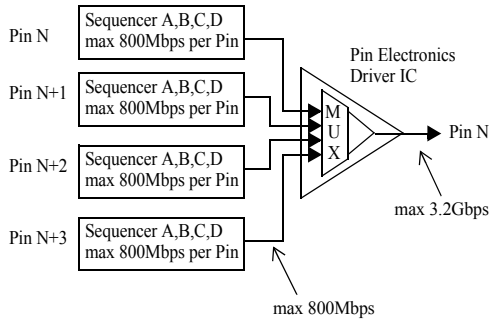 Pin N
Sequencer A,B,C,D
max 800Mbps per Pin
Pin N+1
Sequencer A,B,C,D
max 800Mbps per Pin
Pin N+2
Sequencer A,B,C,D
max 800Mbps per Pin
Pin N+3
Sequencer A,B,C,D
max 800Mbps per Pin
Pin Electronics
Driver IC
M
U
X
Pin N
max 3.2Gbps
max 800Mbps